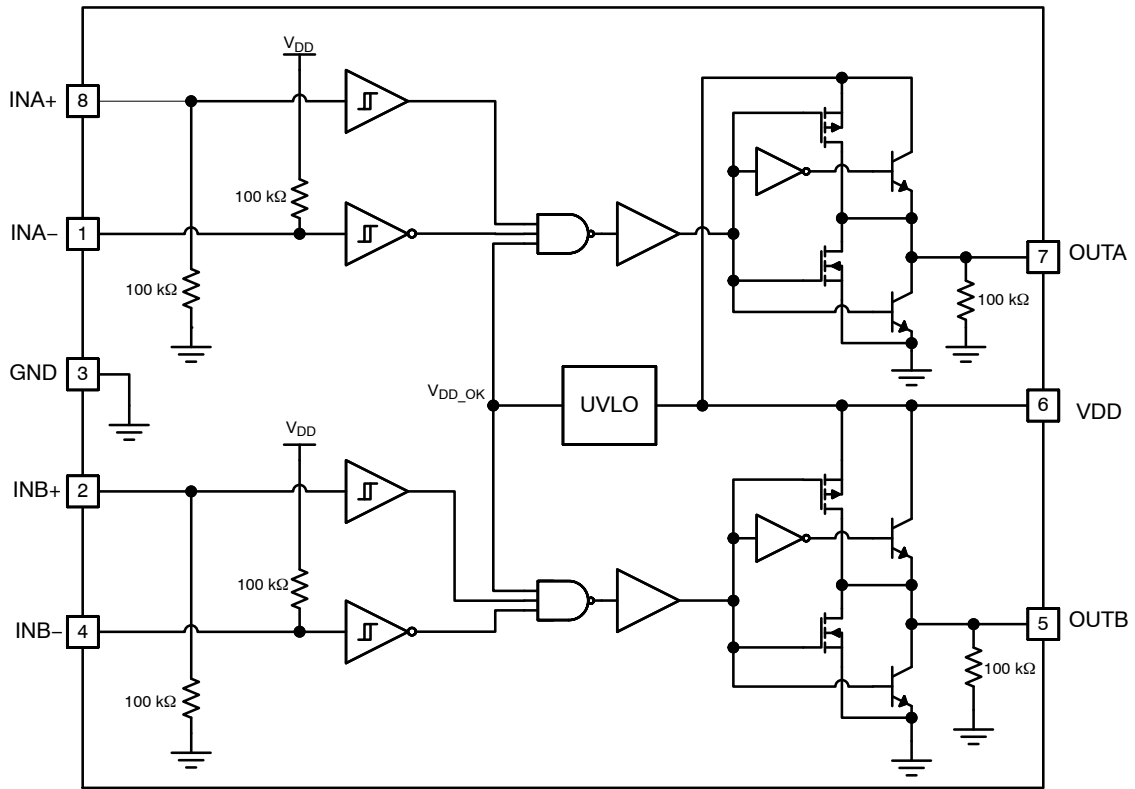 V_DD
INA+
8
100 kΩ
INA−
1
100 kΩ
7
OUTA
100 kΩ
GND
3
V_DD_OK
UVLO
6
VDD
V_DD
INB+
2
100 kΩ
INB−
4
5
OUTB
100 kΩ
100 kΩ